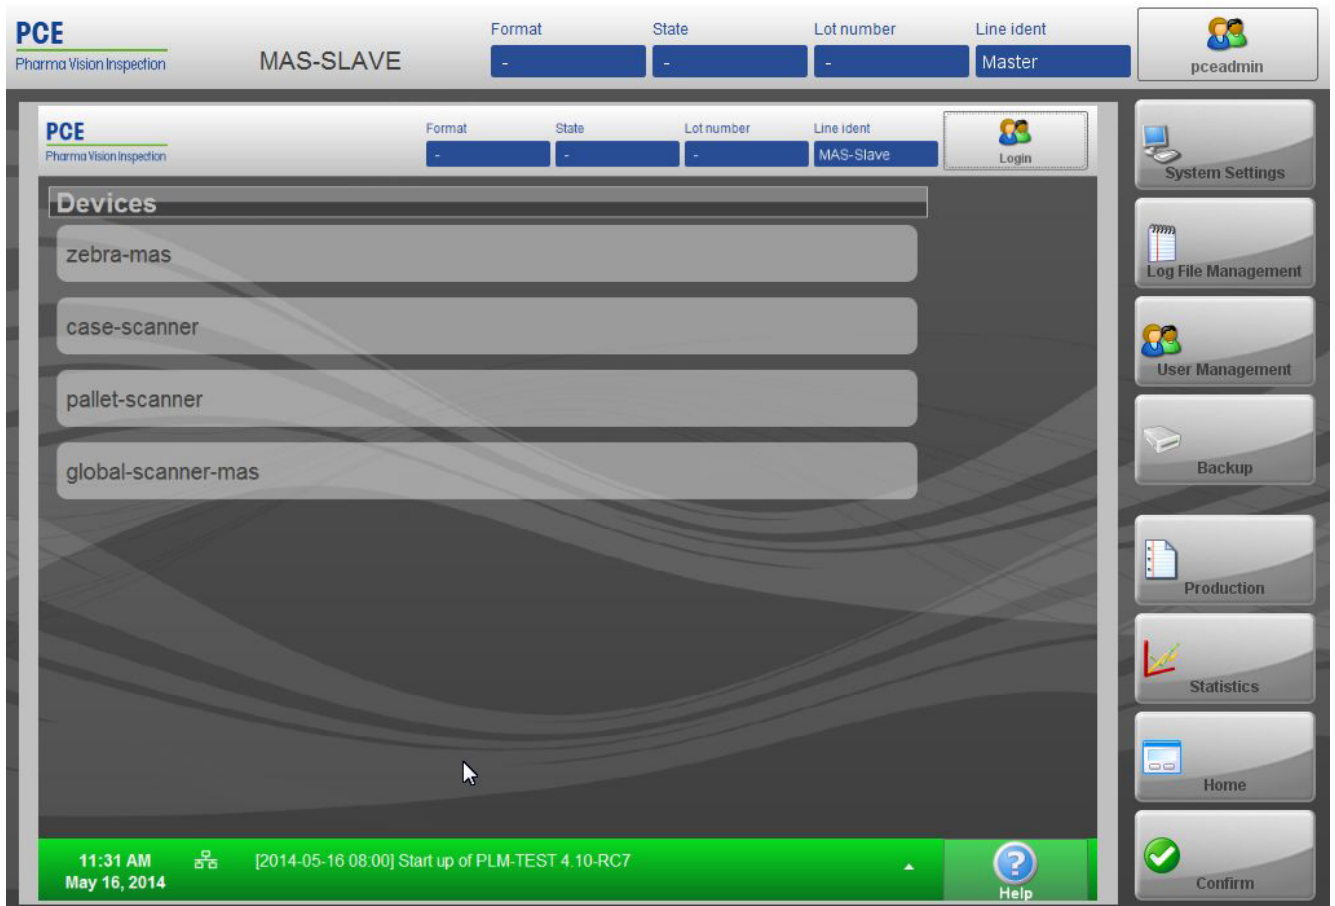 PCE
Pharma Vision Inspection
MAS-SLAVE
Format
-
State
-
Lot number
-
Line ident
Master
pceadmin
PCE
Pharma Vision Inspection
Format
-
State
-
Lot number
-
Line ident
MAS-Slave
Login
Devices
zebra-mas
case-scanner
pallet-scanner
global-scanner-mas
11:31 AM
May 16, 2014
[2014-05-16 08:00] Start up of PLM-TEST 4.10-RC7
Help
System Settings
Log File Management
User Management
Backup
Production
Statistics
Home
Confirm